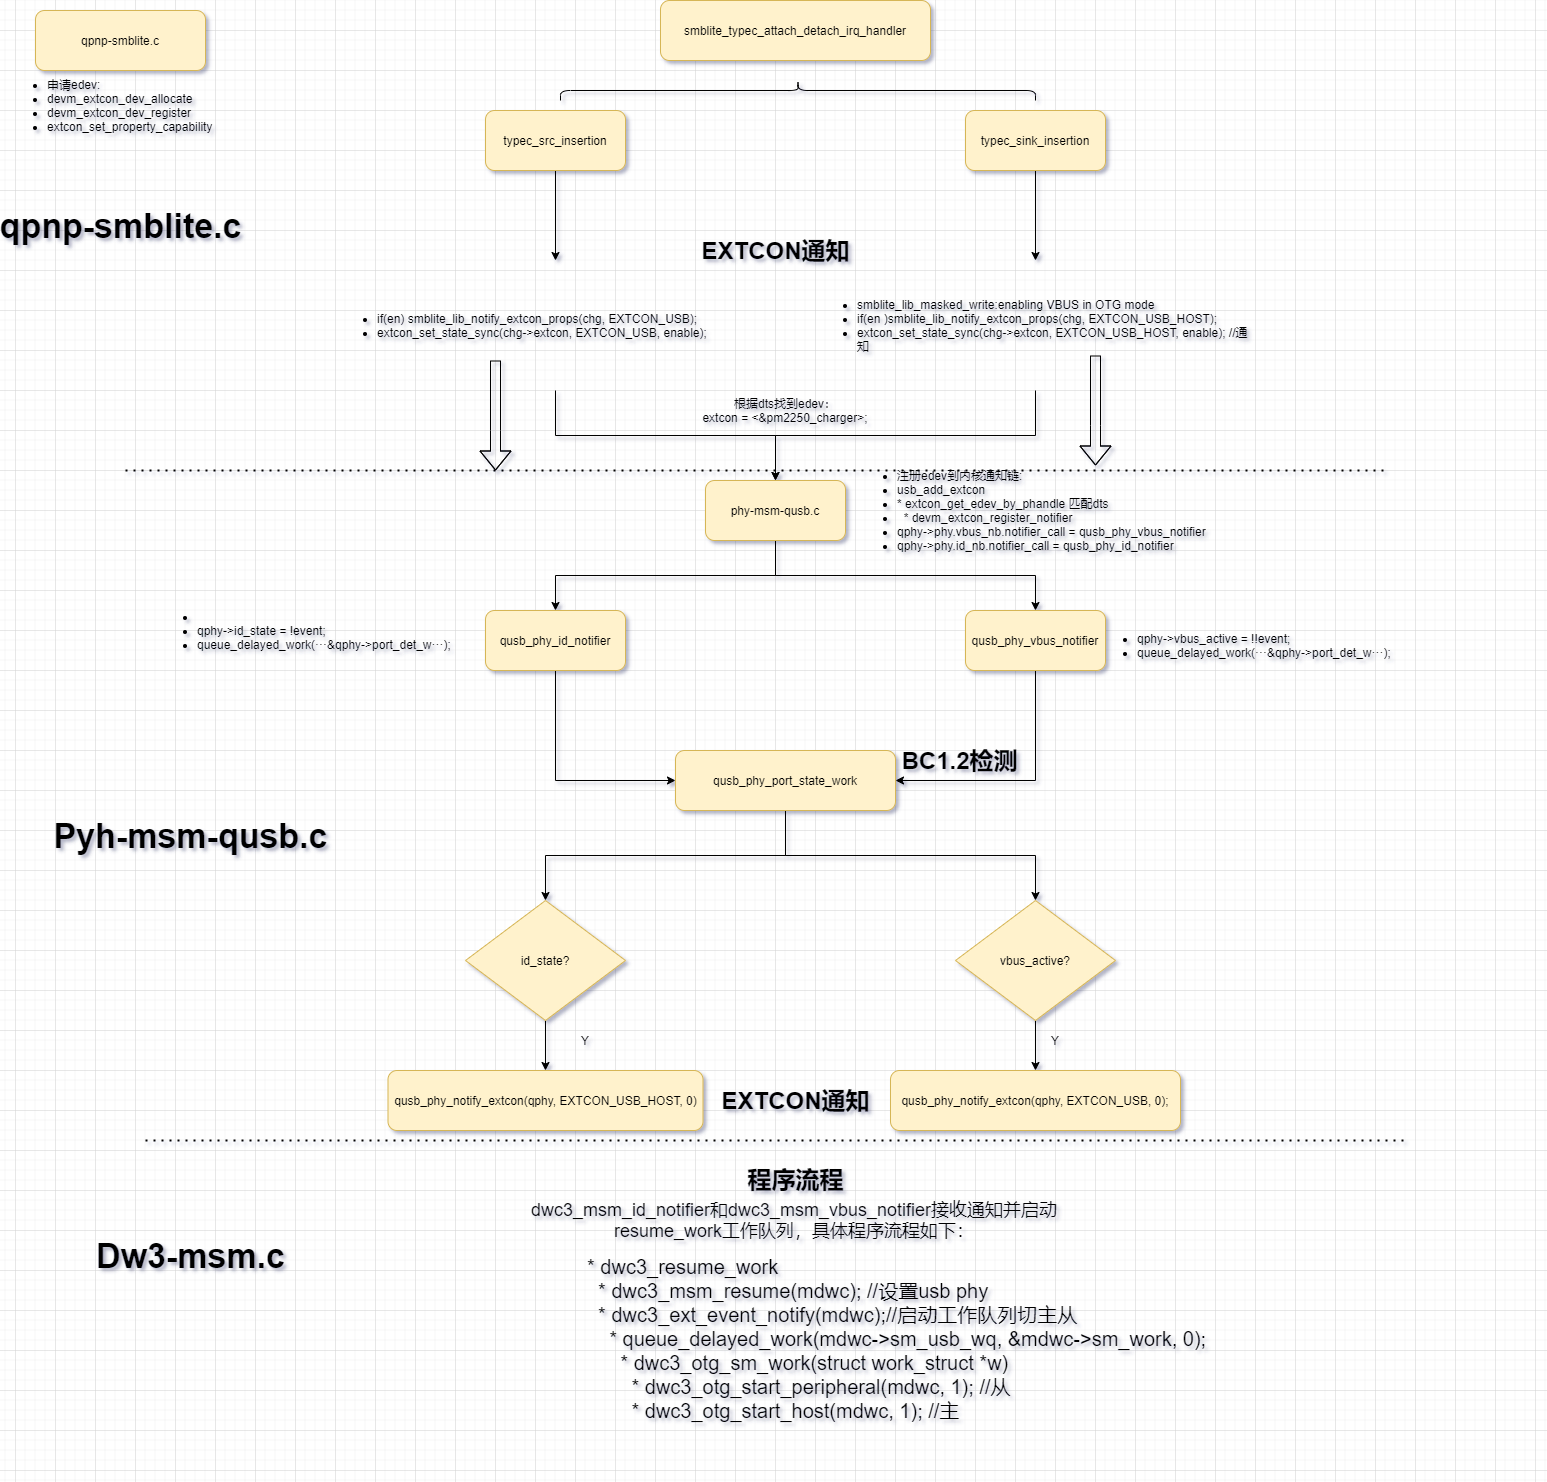 qpnp-smblite.c
申请edev:
devm_extcon_dev_allocate
devm_extcon_dev_register
extcon_set_property_capability
smblite_typec_attach_detach_irq_handler
typec_src_insertion
typec_sink_insertion
qpnp-smblite.c
EXTCON通知
if(en) smblite_lib_notify_extcon_props(chg, EXTCON_USB);
extcon_set_state_sync(chg->extcon, EXTCON_USB, enable);
smblite_lib_masked_write:enabling VBUS in OTG mode
if(en )smblite_lib_notify_extcon_props(chg, EXTCON_USB_HOST);
extcon_set_state_sync(chg->extcon, EXTCON_USB_HOST, enable); //通
知
根据dts找到edev：
extcon = <&pm2250_charger>;
phy-msm-qusb.c
注册edev到内核通知链:
usb_add_extcon
* extcon_get_edev_by_phandle 匹配dts
* devm_extcon_register_notifier
qphy->phy.vbus_nb.notifier_call = qusb_phy_vbus_notifier
qphy->phy.id_nb.notifier_call = qusb_phy_id_notifier
qphy->id_state = !event;
queue_delayed_work(···&qphy->port_det_w···);
qusb_phy_id_notifier
qusb_phy_vbus_notifier
qphy->vbus_active = !!event;
queue_delayed_work(···&qphy->port_det_w···);
BC1.2检测
qusb_phy_port_state_work
Pyh-msm-qusb.c
id_state?
vbus_active?
Y
Y
qusb_phy_notify_extcon(qphy, EXTCON_USB_HOST, 0)
EXTCON通知
qusb_phy_notify_extcon(qphy, EXTCON_USB, 0);
程序流程
dwc3_msm_id_notifier和dwc3_msm_vbus_notifier接收通知并启动
resume_work工作队列，具体程序流程如下：
Dw3-msm.c
* dwc3_resume_work
* dwc3_msm_resume(mdwc); //设置usb phy
* dwc3_ext_event_notify(mdwc);//启动工作队列切主从
* queue_delayed_work(mdwc->sm_usb_wq, &mdwc->sm_work, 0);
* dwc3_otg_sm_work(struct work_struct *w)
* dwc3_otg_start_peripheral(mdwc, 1); //从
* dwc3_otg_start_host(mdwc, 1); //主